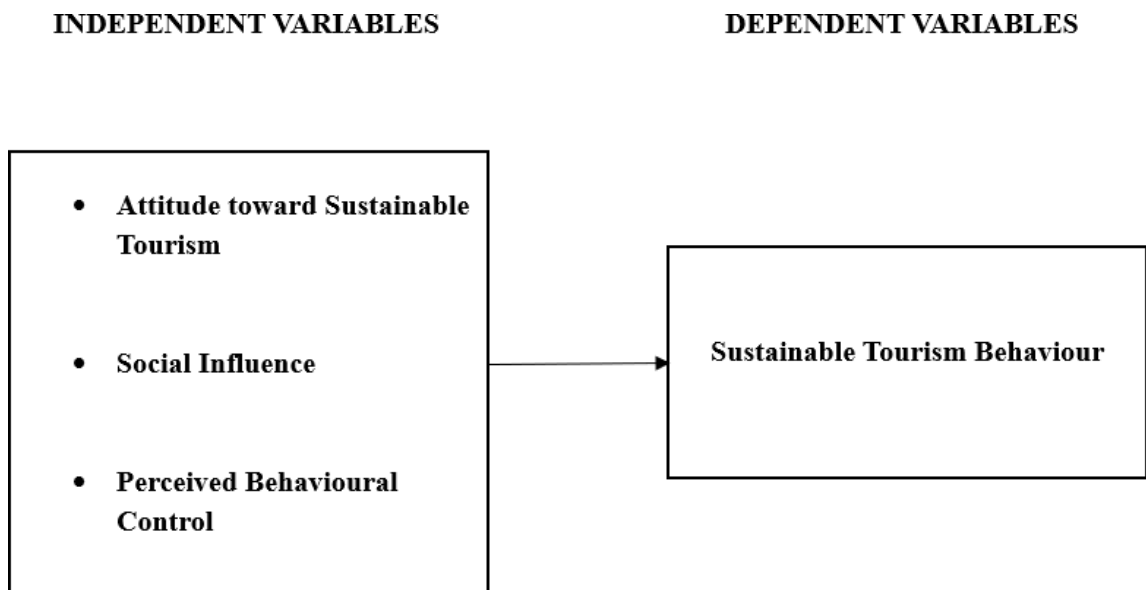 INDEPENDENT VARIABLES
DEPENDENT VARIABLES
• Attitude toward Sustainable
Tourism
• Social Influence
• Perceived Behavioural
Control
Sustainable Tourism Behaviour